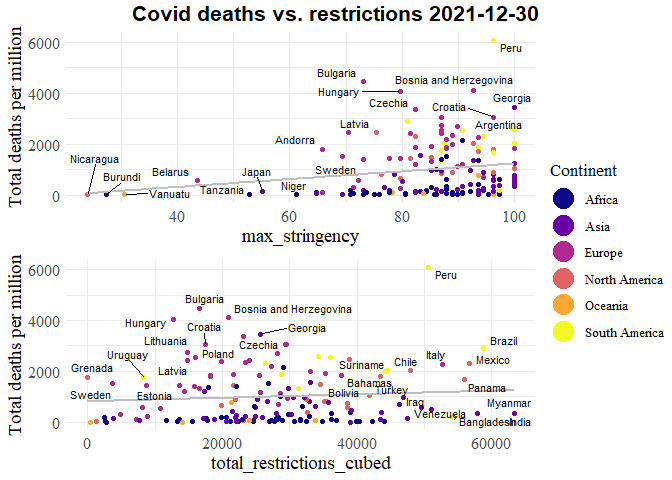 Covid deaths vs. restrictions 2021-12-30
Total deaths per million
6000
4000
2000
0
Peru
Bulgaria
Bosnia and Herzegovina
Hungary
Georgia
Czechia
Croatia
Latvia
Argentina
Andorra
Nicaragua
Sweden
Belarus
Japan
Burundi
Vanuatu
Tanzania
Niger
40
60
80
100
max_stringency
Continent
Africa
Asia
Europe
North America
Oceania
South America
Total deaths per million
6000
4000
2000
0
Peru
Bulgaria
Bosnia and Herzegovina
Hungary
Croatia
Georgia
Lithuania
Czechia
Brazil
Uruguay
Poland
Italy
Grenada
Latvia
Suriname
Chile
Mexico
Bahamas
Panama
Sweden
Estonia
Bolivia
Turkey
Iraq
Myanmar
Venezuela
Bangladesh
India
0
20000
40000
60000
total_restrictions_cubed